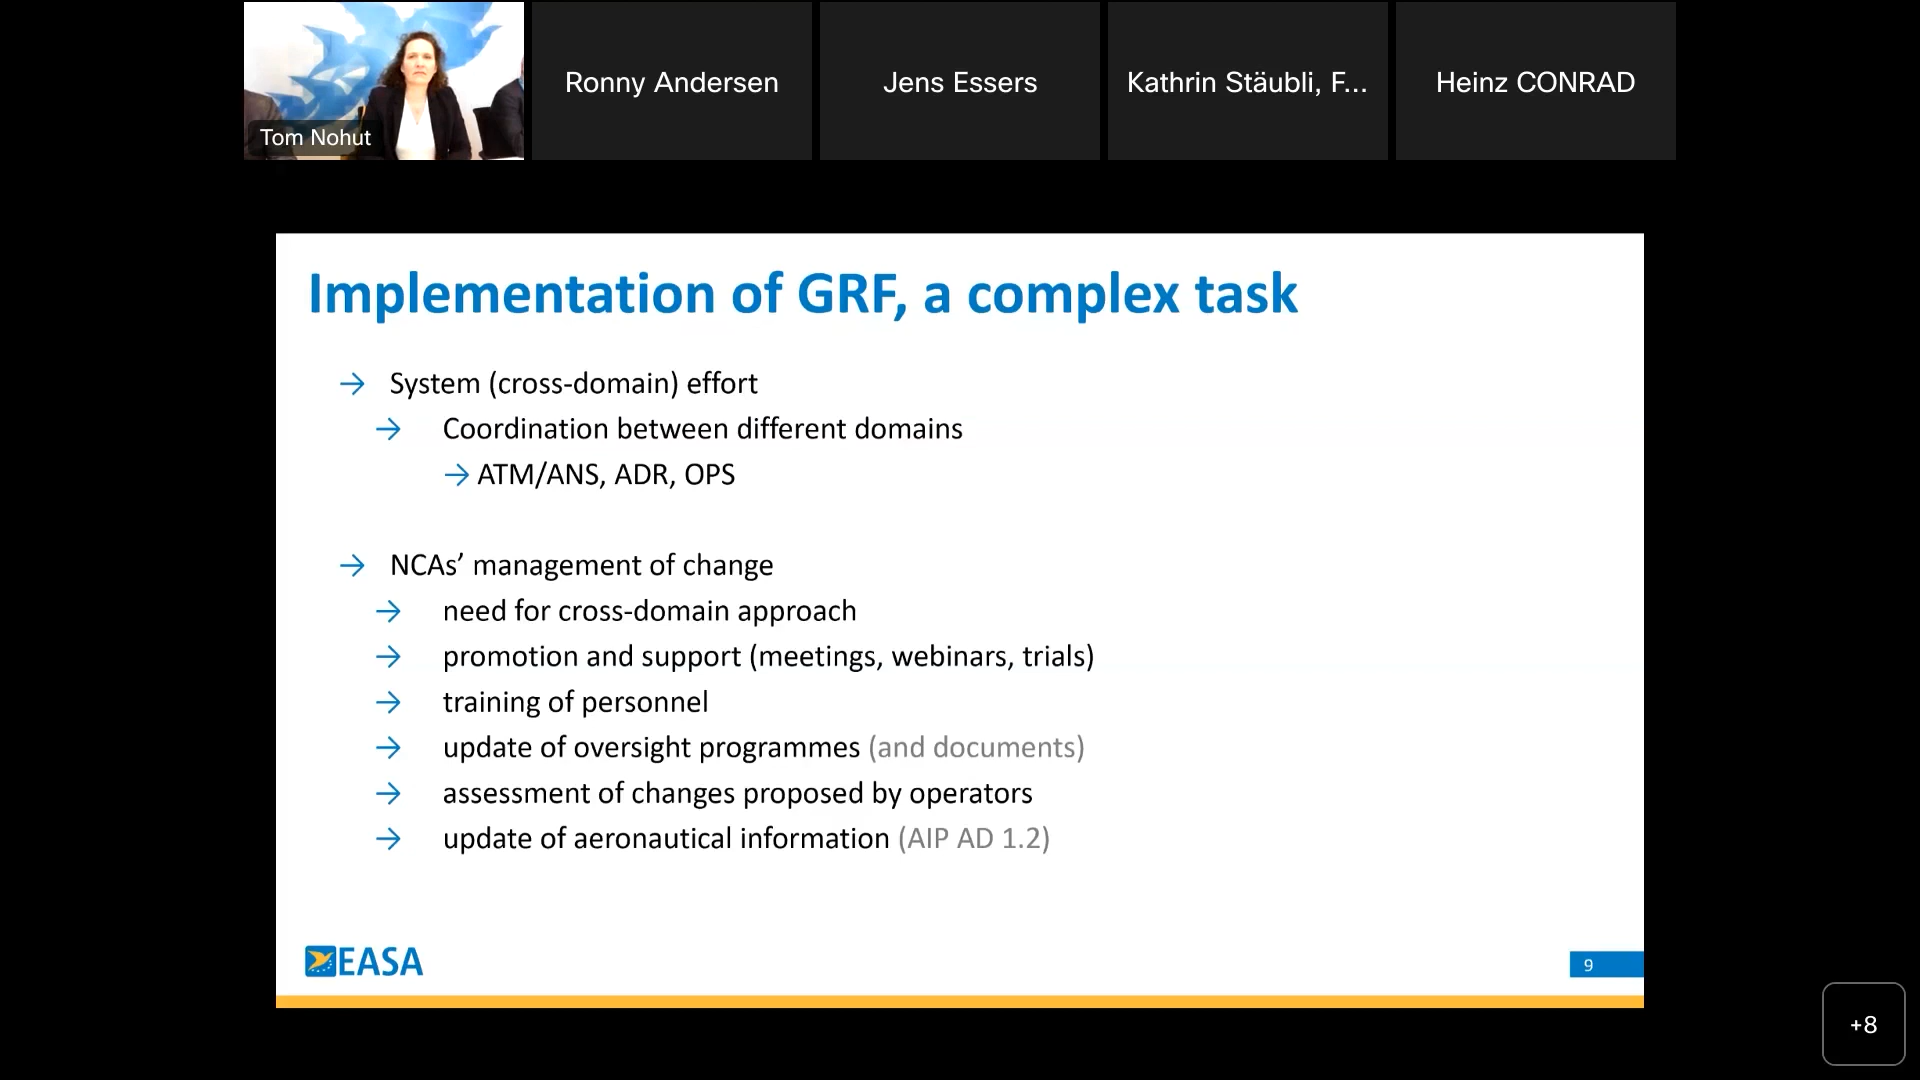 Tom Nohut
Ronny Andersen
Jens Essers
Kathrin Stäubli, F...
Heinz CONRAD
Implementation of GRF, a complex task
→ System (cross-domain) effort
→ Coordination between different domains
→ ATM/ANS, ADR, OPS
→ NCAs’ management of change
→ need for cross-domain approach
→ promotion and support (meetings, webinars, trials)
→ training of personnel
→ update of oversight programmes (and documents)
→ assessment of changes proposed by operators
→ update of aeronautical information (AIP AD 1.2)
EASA
9
+8